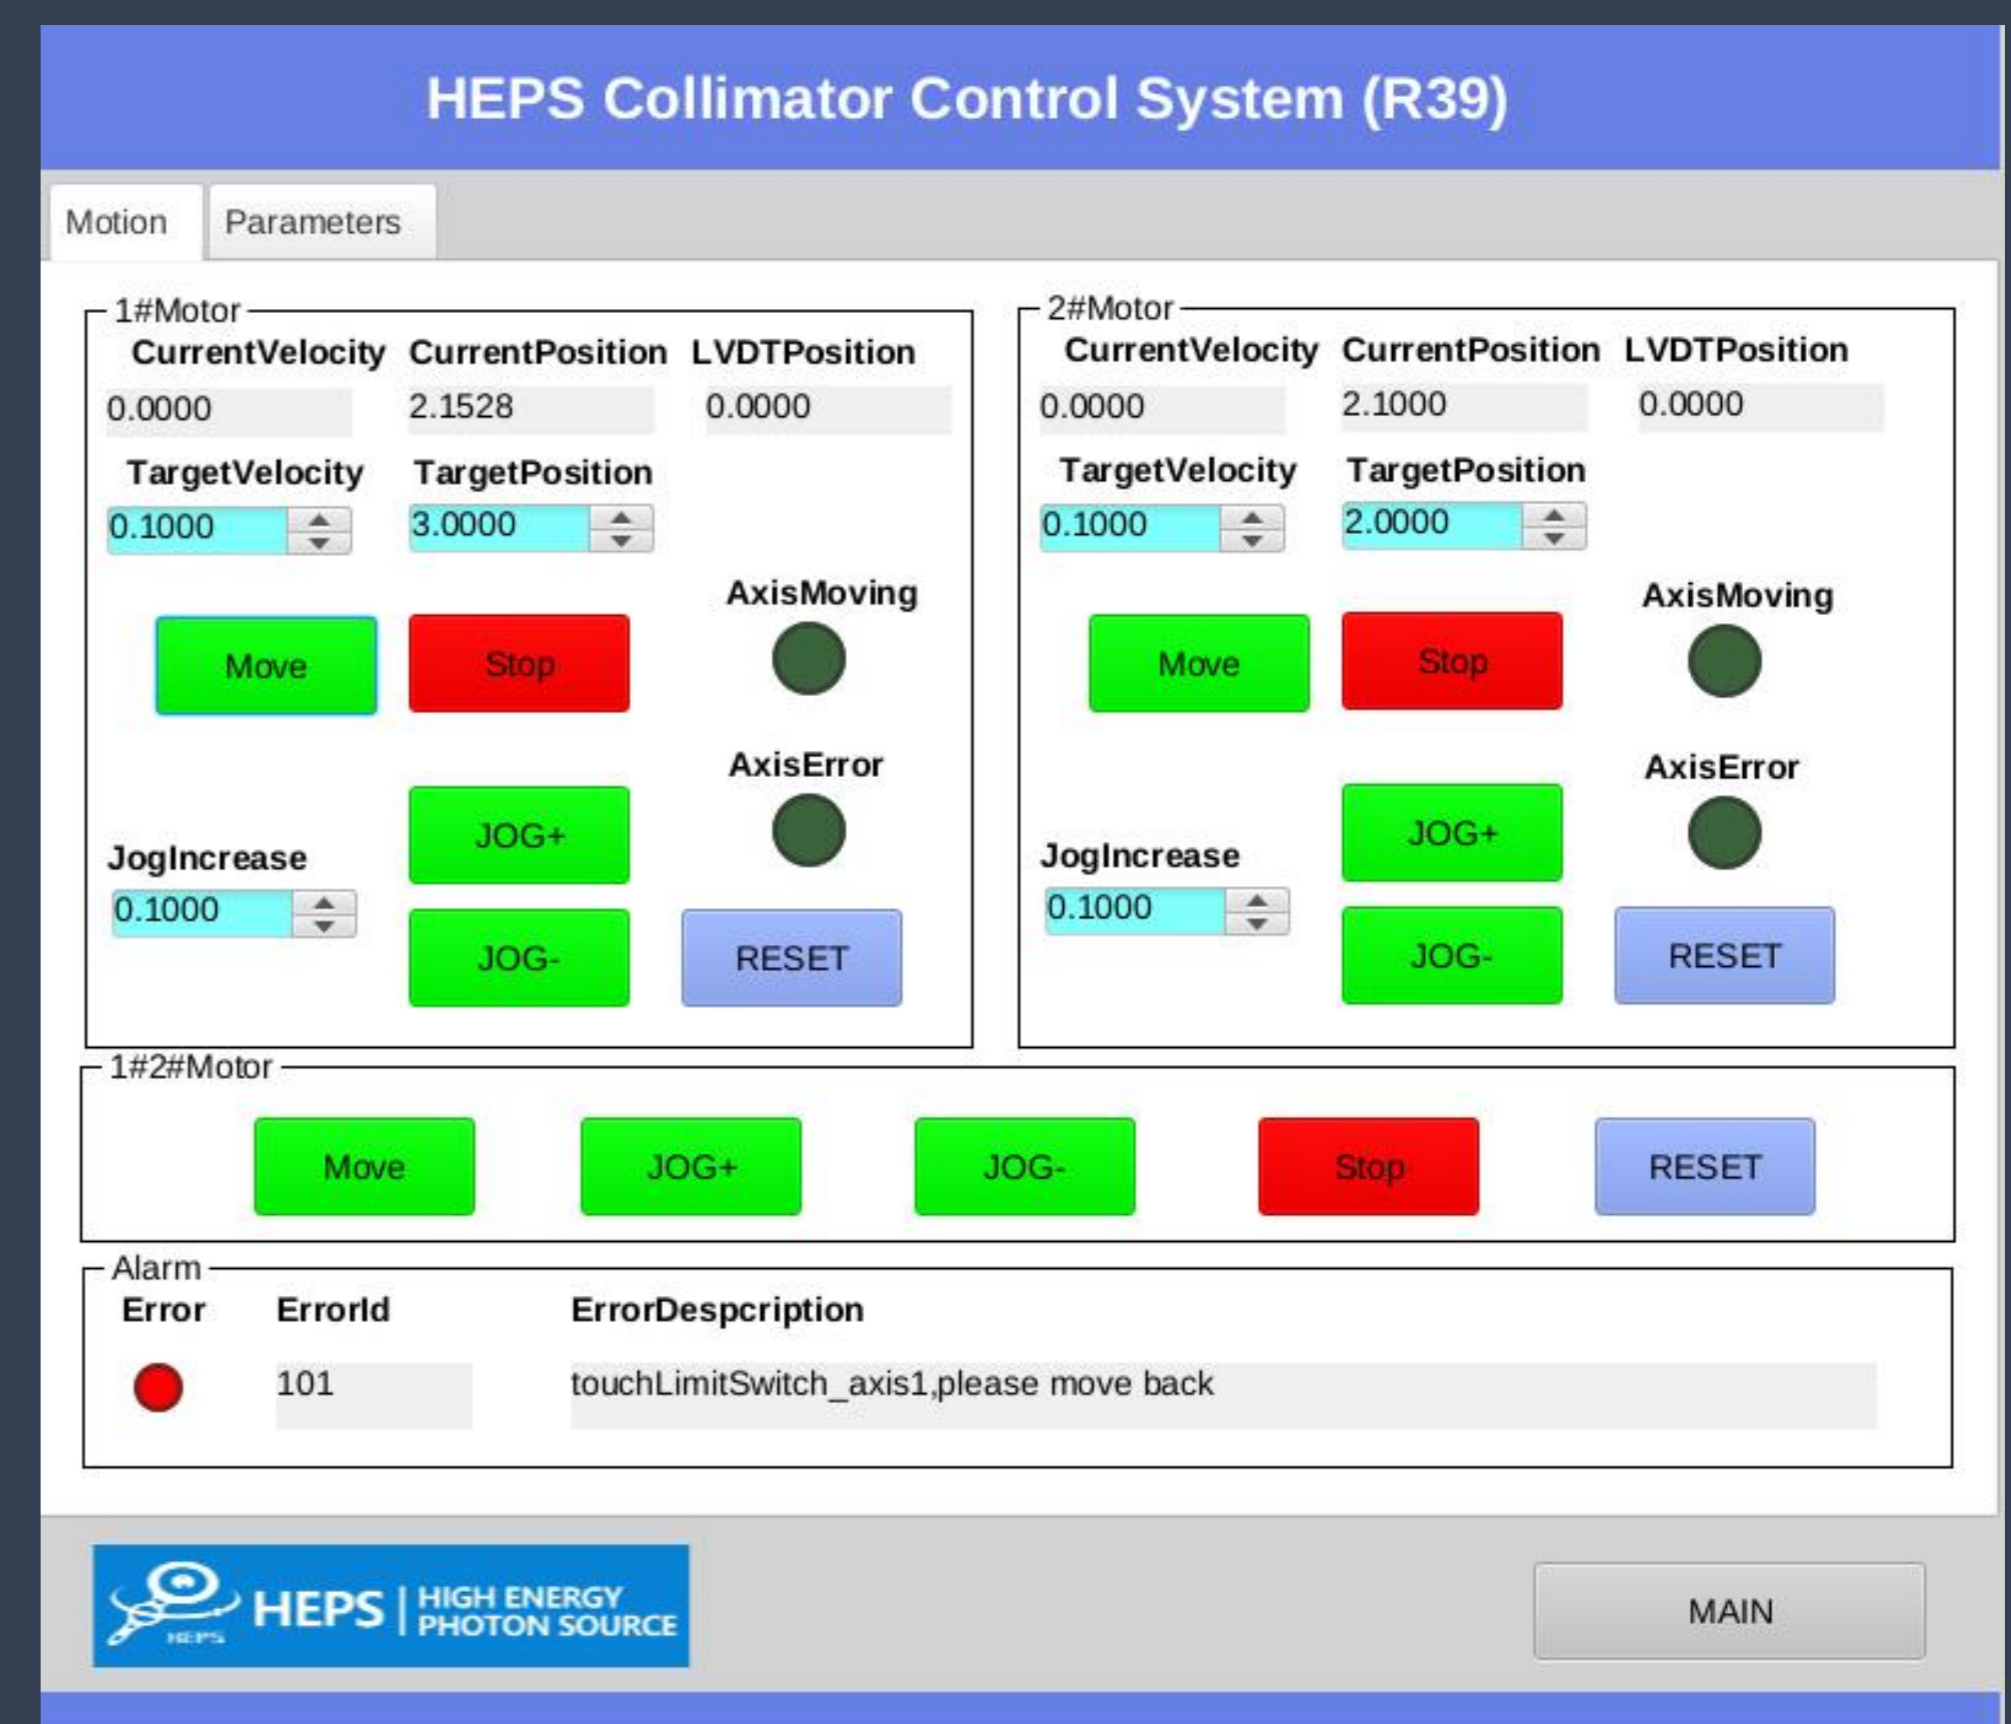 HEPS Collimator Control System (R39)
Motion Parameters
1#Motor
CurrentVelocity CurrentPosition LVDTPosition
0.0000 2.1528 0.0000
TargetVelocity TargetPosition
0.1000 3.0000
AxisMoving
Move Stop
AxisError
JOG+
JogIncrease
0.1000
JOG- RESET
2#Motor
CurrentVelocity CurrentPosition LVDTPosition
0.0000 2.1000 0.0000
TargetVelocity TargetPosition
0.1000 2.0000
AxisMoving
Move Stop
AxisError
JOG+
JogIncrease
0.1000
JOG- RESET
1#2#Motor
Move JOG+ JOG- Stop RESET
Alarm
Error ErrorId ErrorDespcription
101 touchLimitSwitch_axis1,please move back
HEPS
HEPS | HIGH ENERGY
PHOTON SOURCE
MAIN